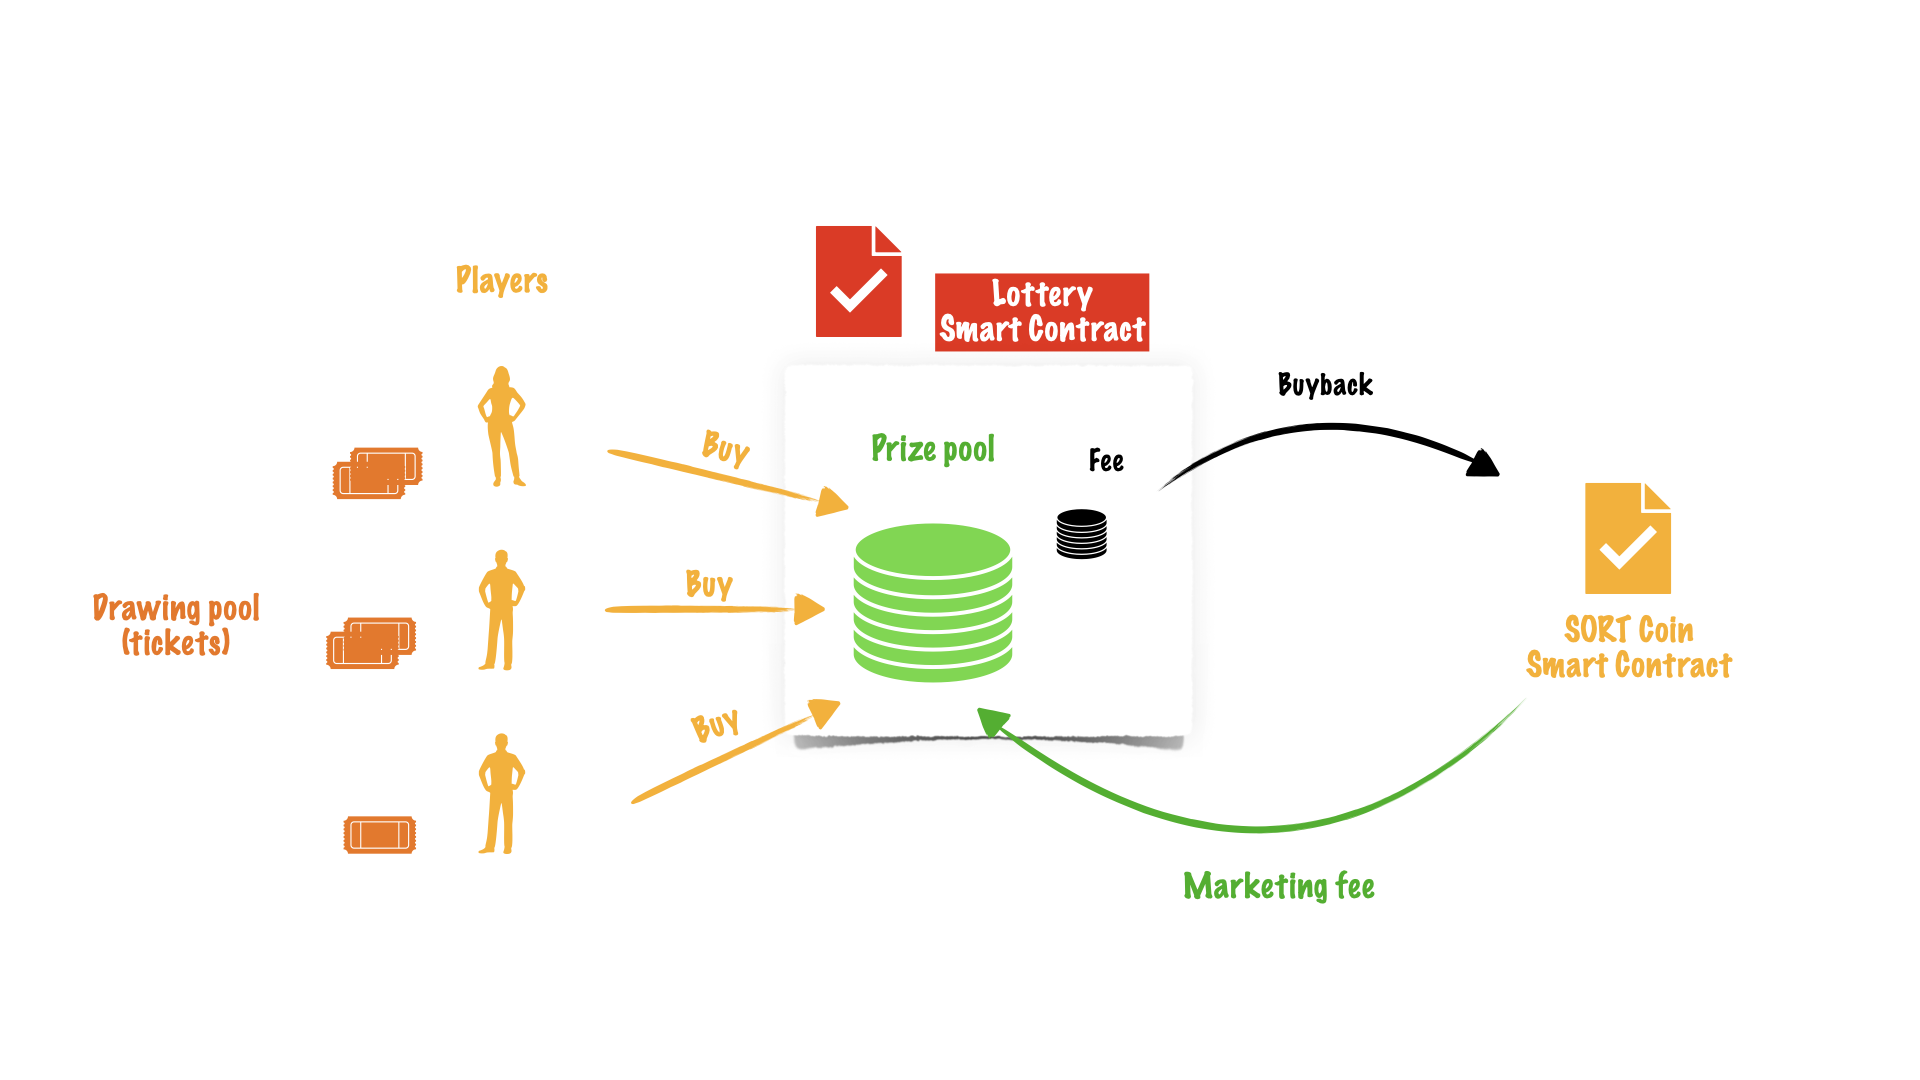 Players
Lottery
Smart Contract
Buyback
Buy
Prize pool
Fee
Buy
Drawing pool
(tickets)
SORT Coin
Smart Contract
Buy
Marketing fee